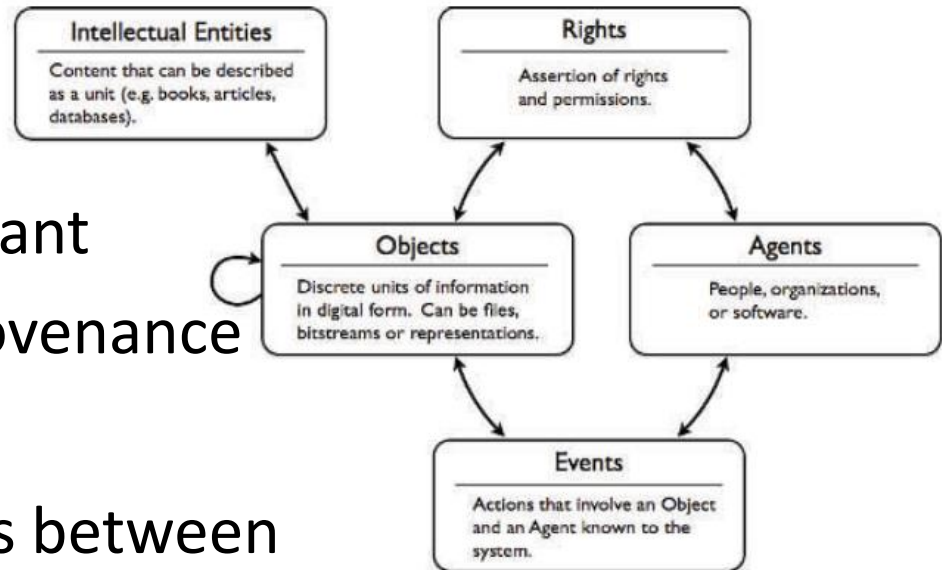 Intellectual Entities
Content that can be described
as a unit (e.g. books, articles,
databases).
Rights
Assertion of rights
and permissions.
ant
ovenance
Objects
Discrete units of information
in digital form. Can be files,
bitstreams or representations.
Agents
People, organizations,
or software.
s between
Events
Actions that involve an Object
and an Agent known to the
system.